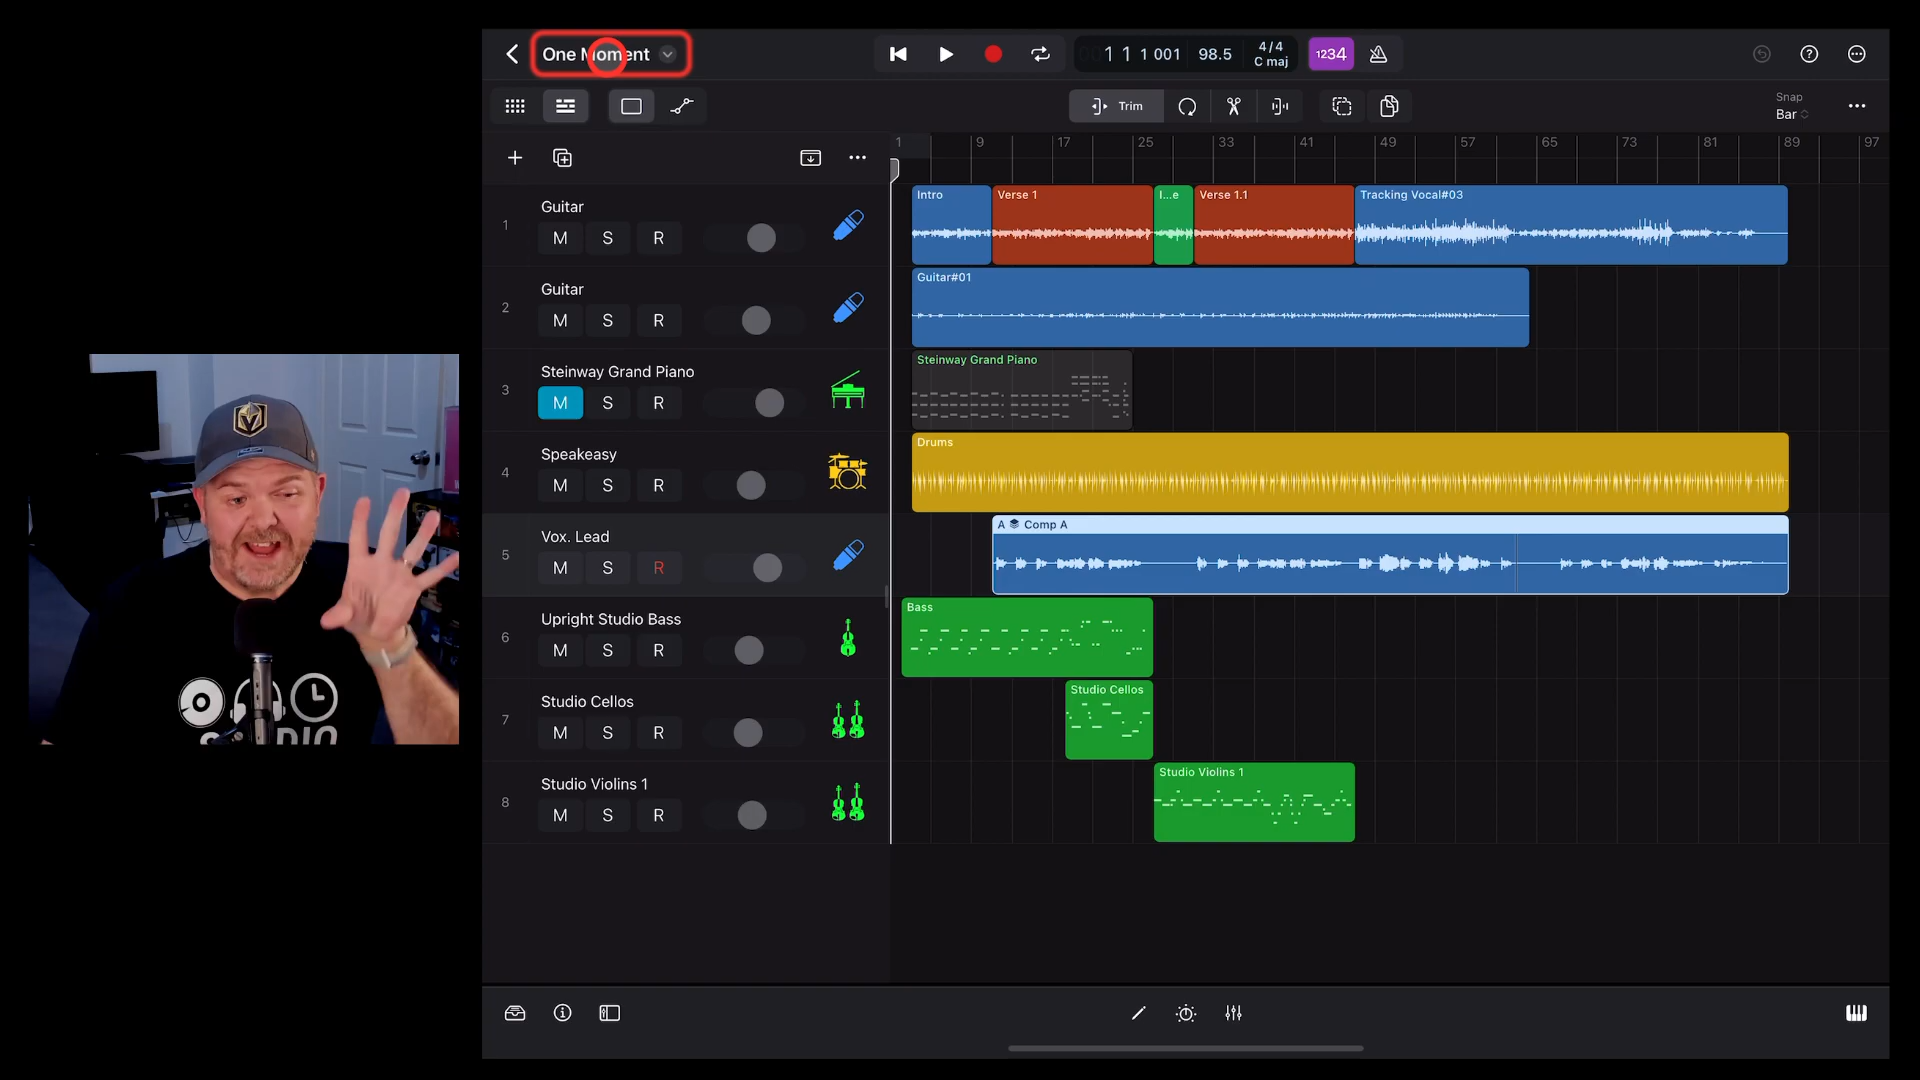 One Moment
1 1 1 001
98.5
4/4
C maj
1234
Trim
Snap
Bar
1 9 17 25 33 41 49 57 65 73 81 89 97
1
Guitar
M S R
Intro
Verse 1
I...e
Verse 1.1
Tracking Vocal#03
2
Guitar
M S R
Guitar#01
3
Steinway Grand Piano
M S R
Steinway Grand Piano
4
Speakeasy
M S R
Drums
5
Vox. Lead
M S R
A Comp A
6
Upright Studio Bass
M S R
Bass
7
Studio Cellos
M S R
Studio Cellos
8
Studio Violins 1
M S R
Studio Violins 1